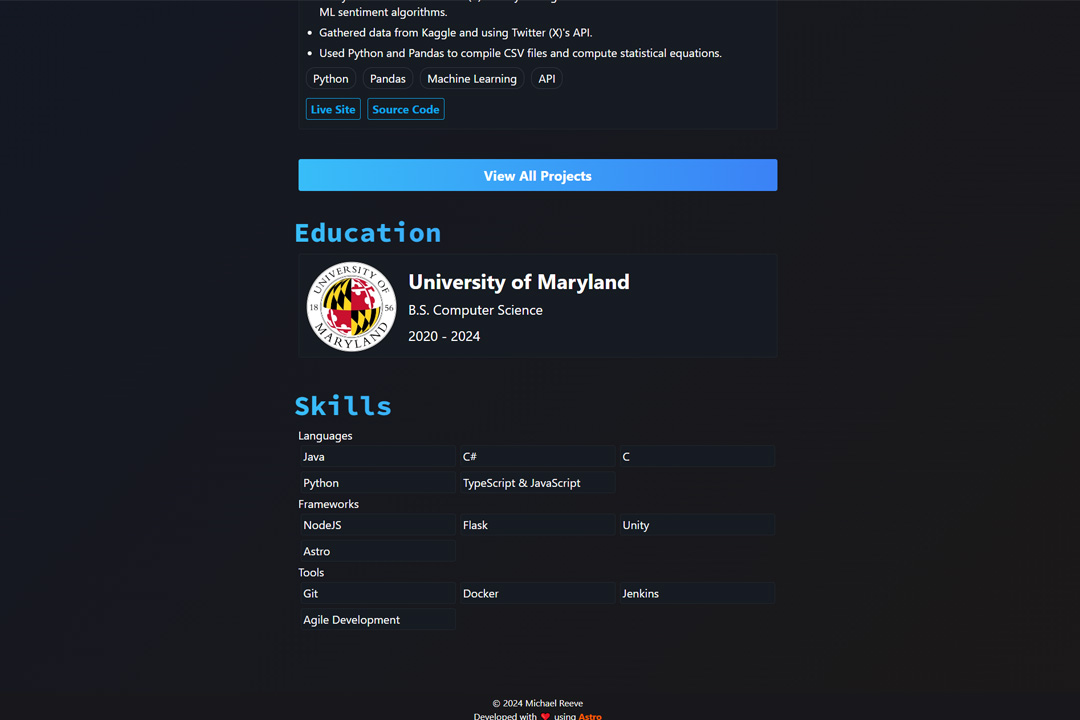 ML sentiment algorithms.
Gathered data from Kaggle and using Twitter (X)'s API.
Used Python and Pandas to compile CSV files and compute statistical equations.
Python Pandas Machine Learning API
Live Site Source Code
View All Projects
Education
UNIVERSITY OF
18 56
MARYLAND
University of Maryland
B.S. Computer Science
2020 - 2024
Skills
Languages
Java C# C
Python TypeScript & JavaScript
Frameworks
NodeJS Flask Unity
Astro
Tools
Git Docker Jenkins
Agile Development
© 2024 Michael Reeve
Developed with ❤ using Astro